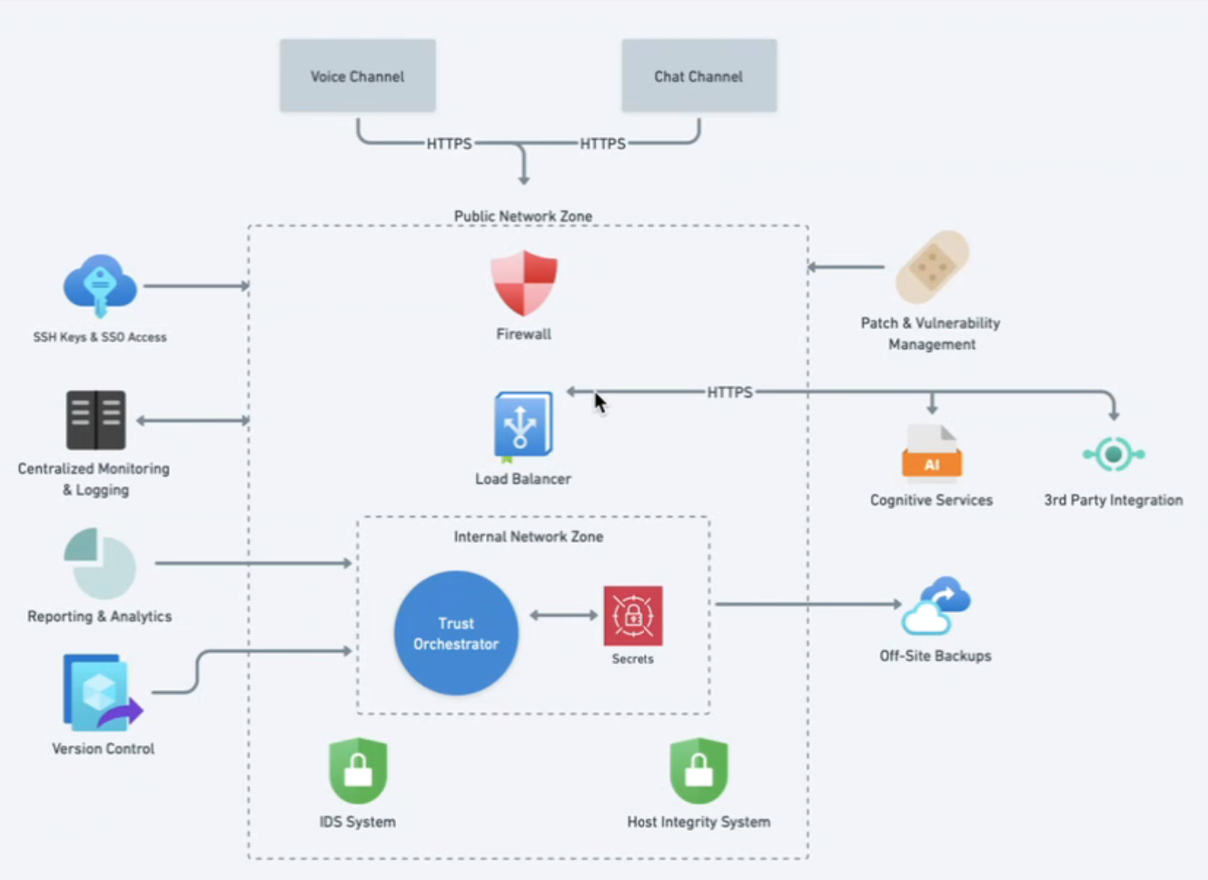 Voice Channel
Chat Channel
HTTPS
HTTPS
Public Network Zone
SSH Keys & SSO Access
Firewall
Patch & Vulnerability
Management
HTTPS
Centralized Monitoring
& Logging
Load Balancer
AI
Cognitive Services
3rd Party Integration
Internal Network Zone
Reporting & Analytics
Trust
Orchestrator
Secrets
Off-Site Backups
Version Control
IDS System
Host Integrity System